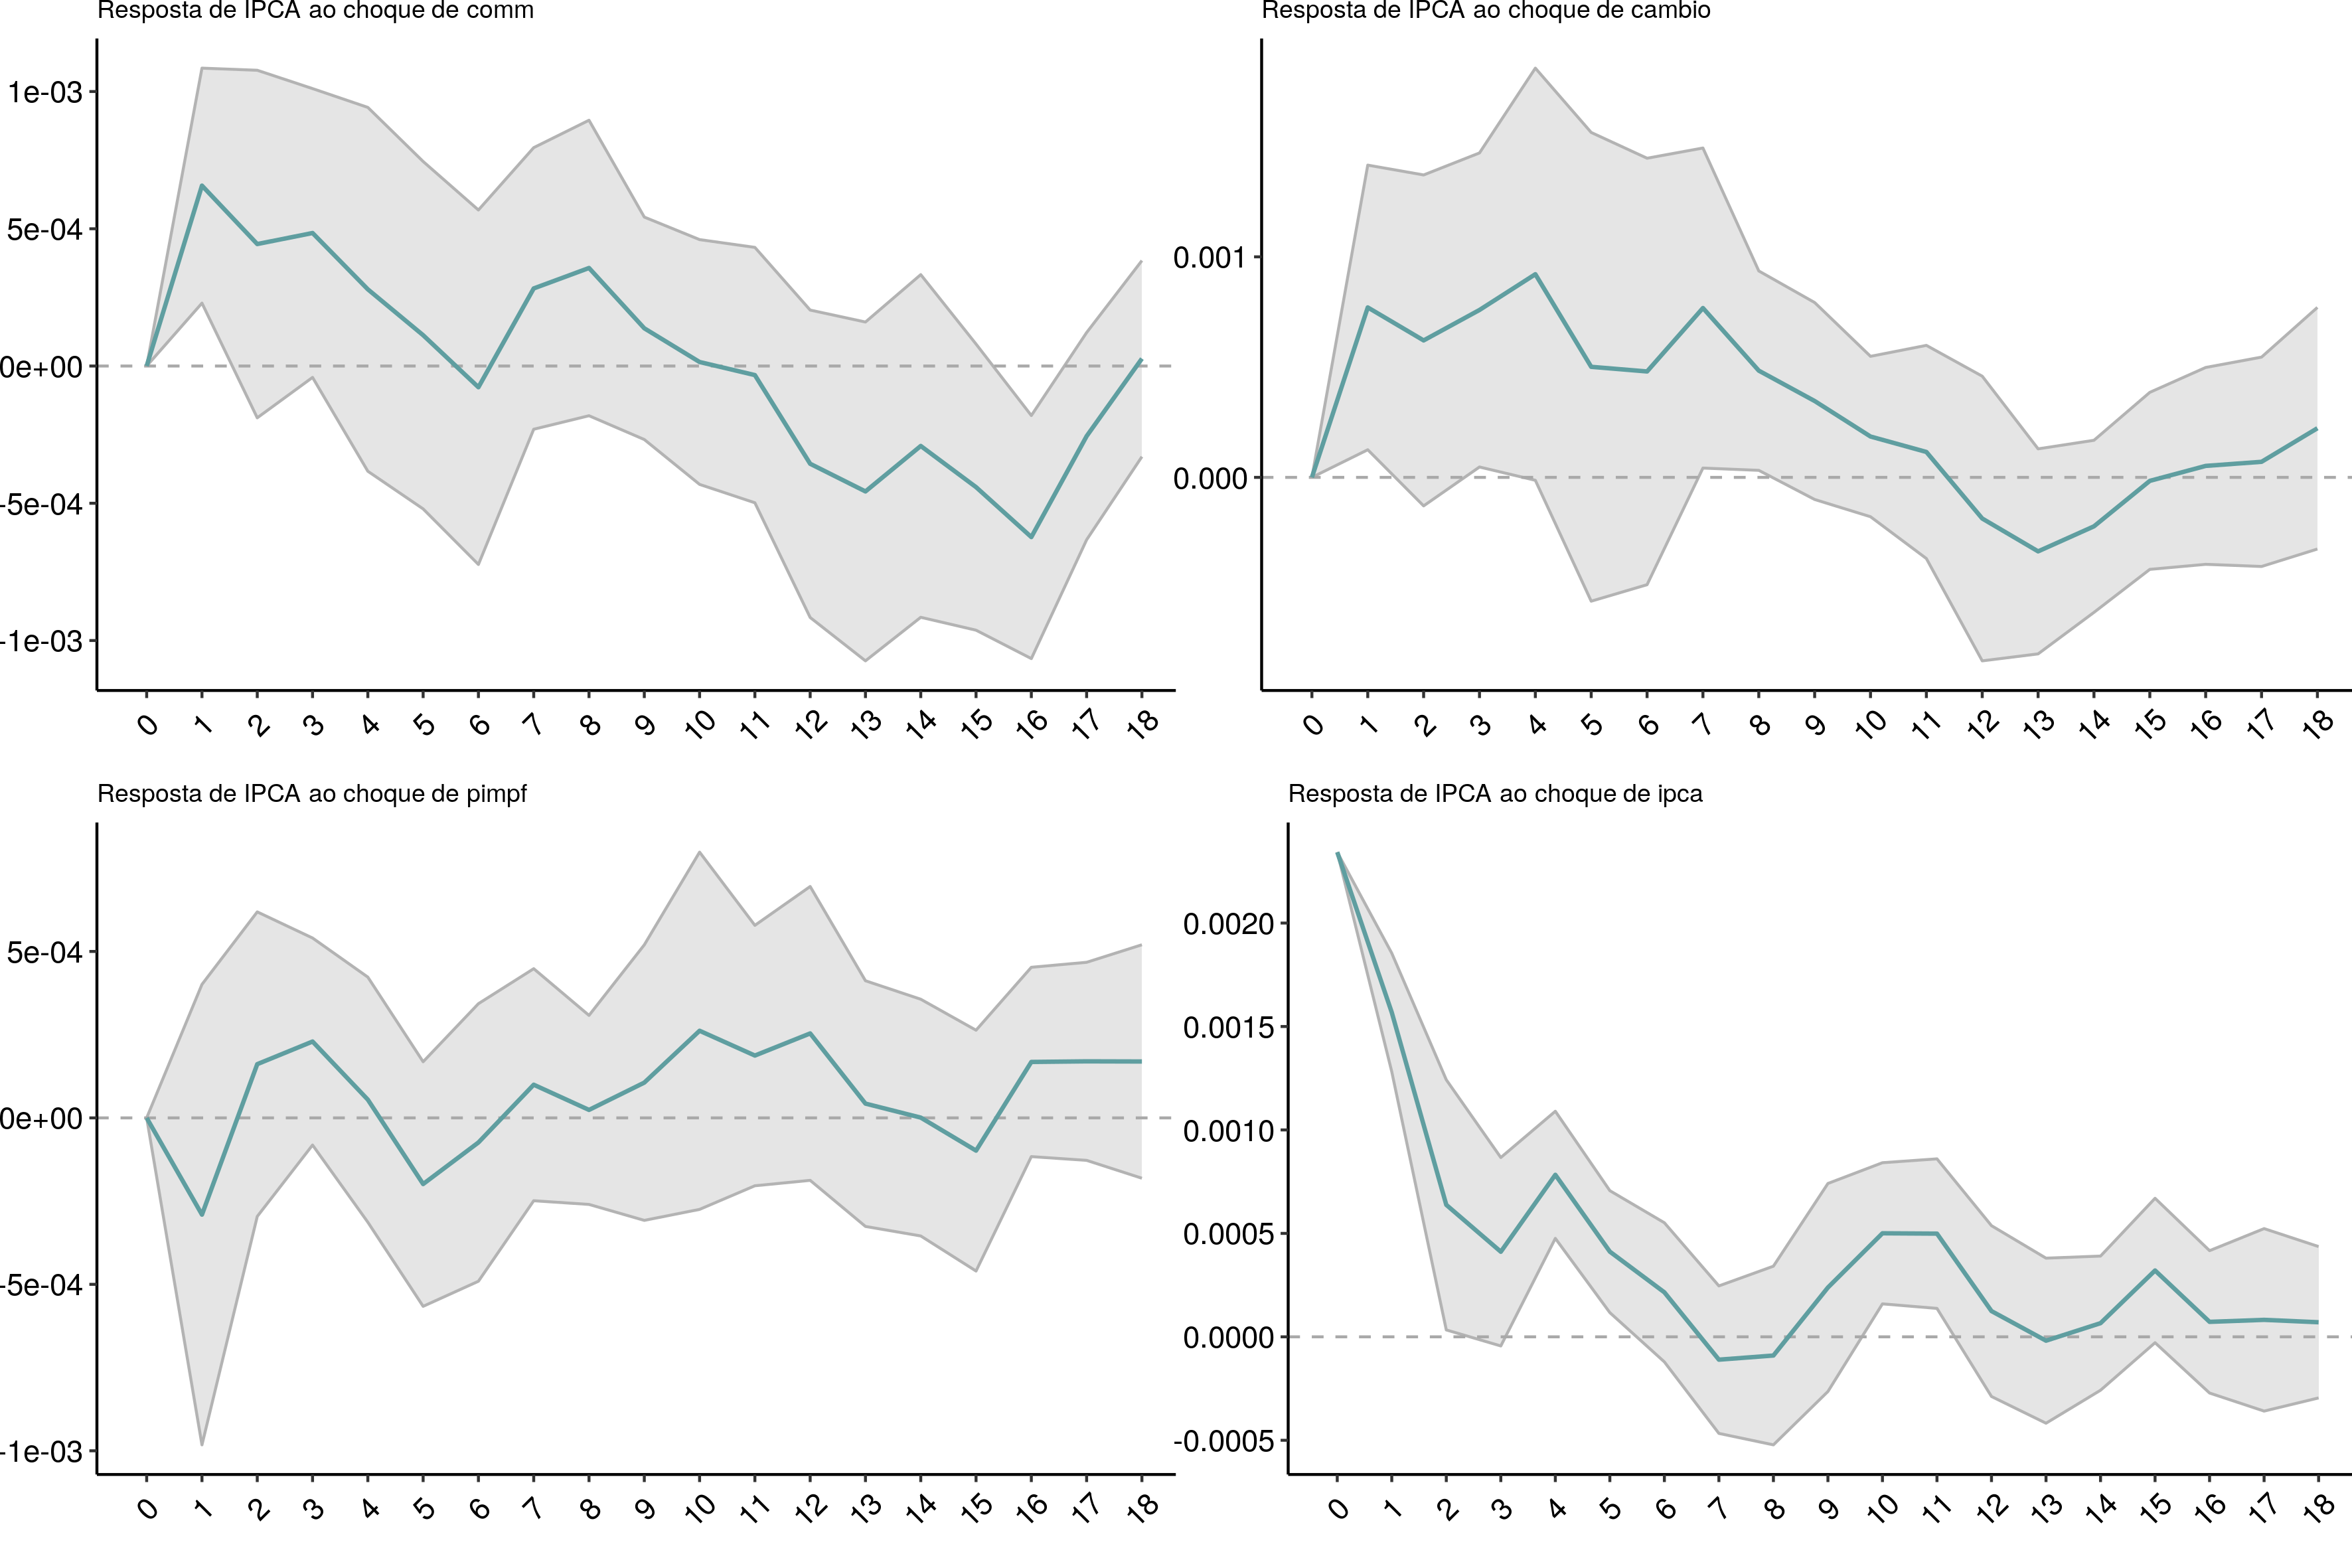 Resposta de IPCA ao choque de comm
1e-03
5e-04
0e+00
-5e-04
-1e-03
0 1 2 3 4 5 6 7 8 9 10 11 12 13 14 15 16 17 18
Resposta de IPCA ao choque de cambio
0.001
0.000
0 1 2 3 4 5 6 7 8 9 10 11 12 13 14 15 16 17 18
Resposta de IPCA ao choque de pimpf
5e-04
0e+00
-5e-04
-1e-03
0 1 2 3 4 5 6 7 8 9 10 11 12 13 14 15 16 17 18
Resposta de IPCA ao choque de ipca
0.0020
0.0015
0.0010
0.0005
0.0000
-0.0005
0 1 2 3 4 5 6 7 8 9 10 11 12 13 14 15 16 17 18